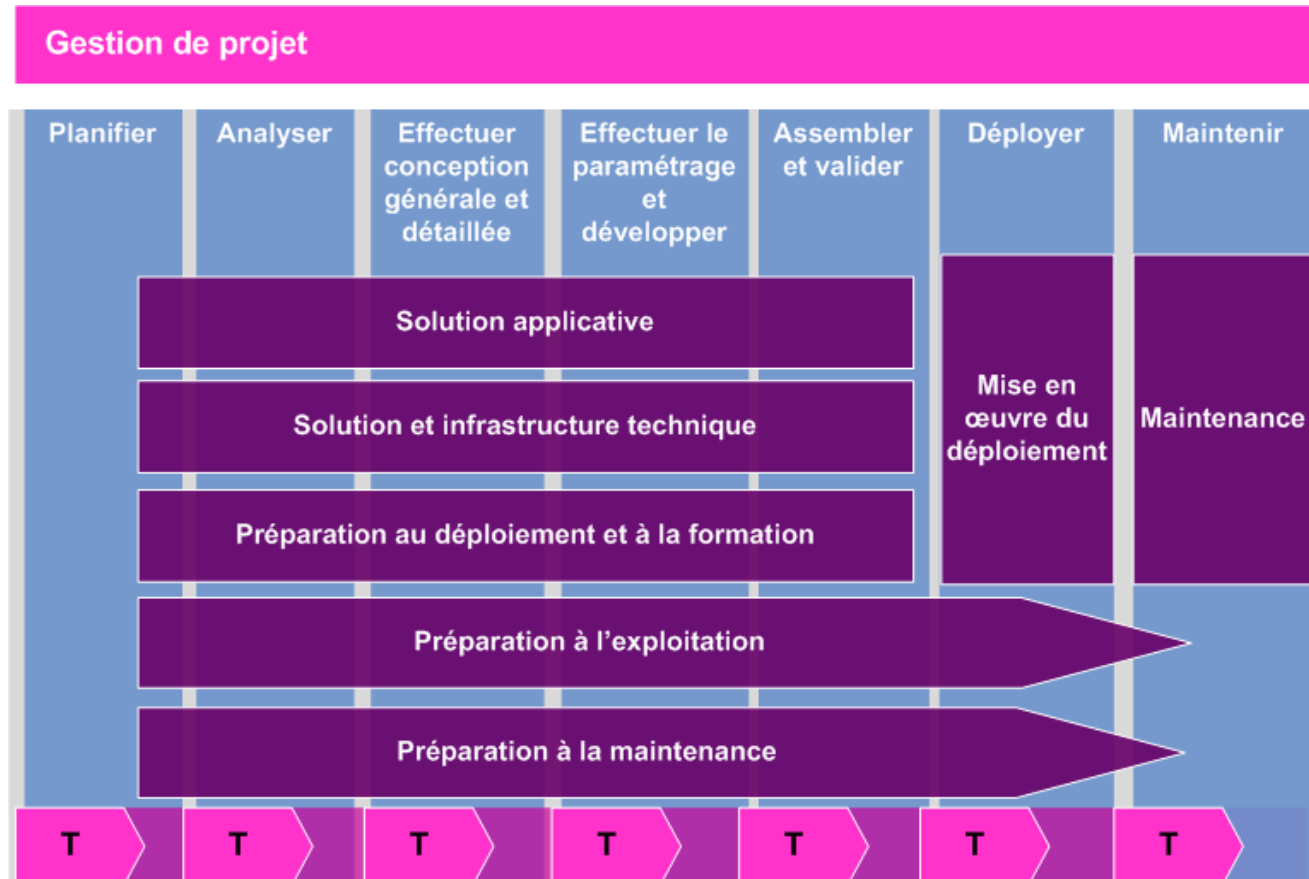 Gestion de projet
Planifier
Analyser
Effectuer
conception
générale et
détaillée
Effectuer le
paramétrage
et
développer
Assembler
et valider
Déployer
Maintenir
Solution applicative
Solution et infrastructure technique
Préparation au déploiement et à la formation
Mise en
œuvre du
déploiement
Maintenance
Préparation à l’exploitation
Préparation à la maintenance
T
T
T
T
T
T
T